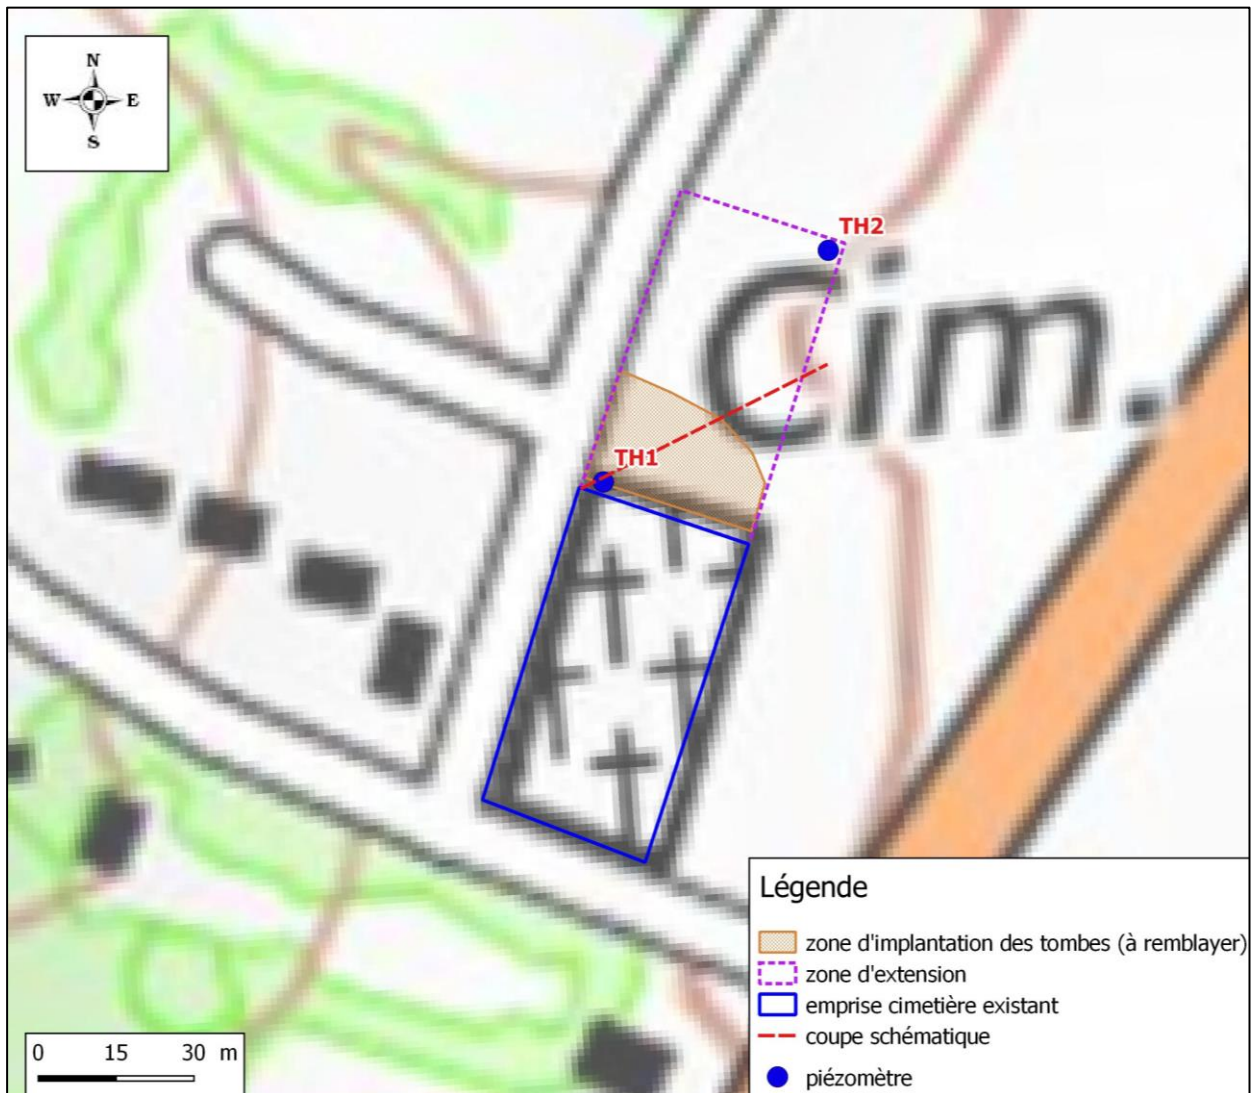 N
W E
S
TH2
Cim.
TH1
Légende
zone d'implantation des tombes (à remblayer)
zone d'extension
emprise cimetière existant
coupe schématique
piézomètre
0 15 30 m